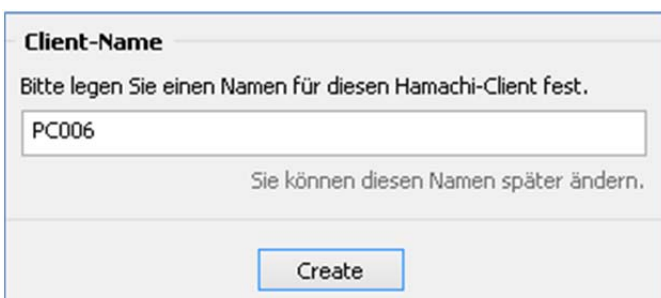 Client-Name
Bitte legen Sie einen Namen für diesen Hamachi-Client fest.
PC006
Sie können diesen Namen später ändern.
Create